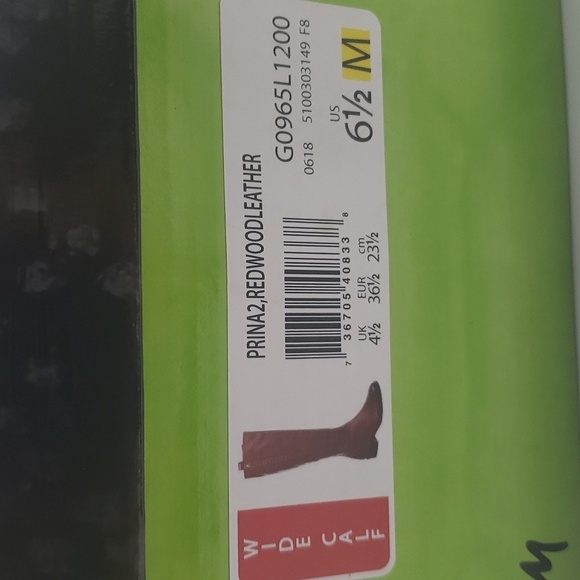 WIDE CALF
PRINA2,REDWOODLEATHER
G0965L1200
0618 5100303149 F8
7 36705 40833 8
UK EUR cm
4½ 36½ 23½
US
6½ M
M